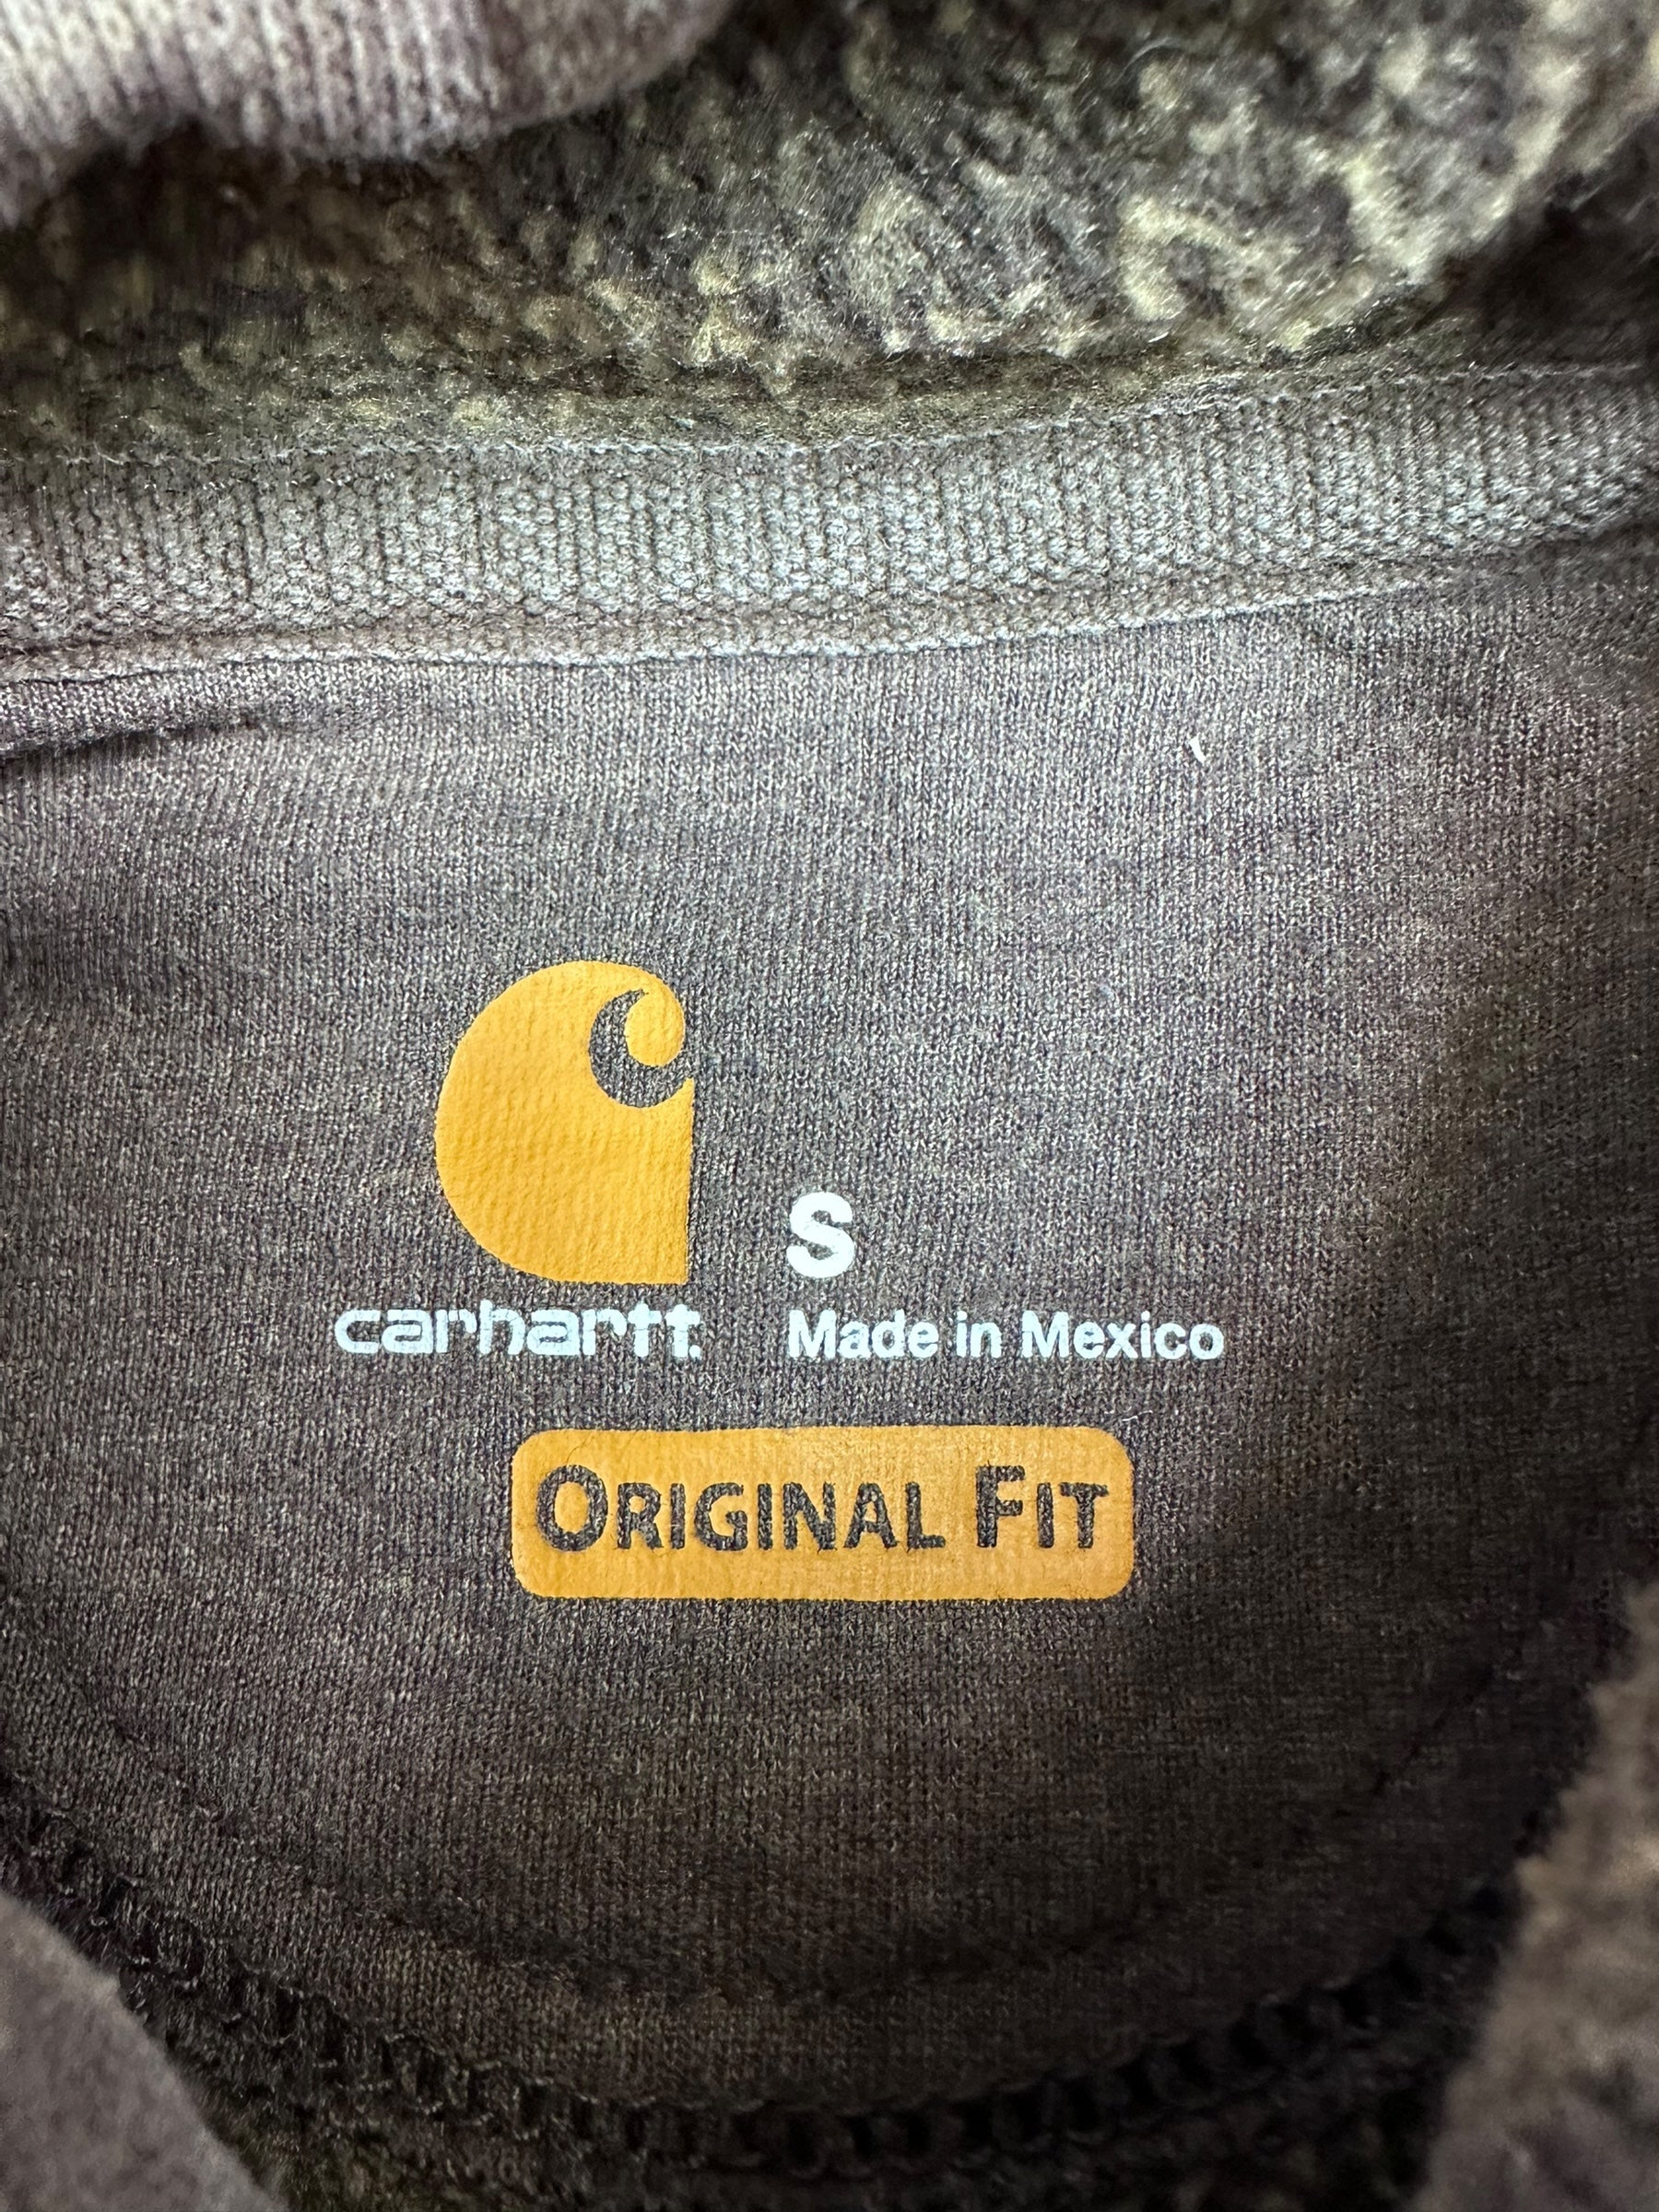 S
carhartt. Made in Mexico
ORIGINAL FIT